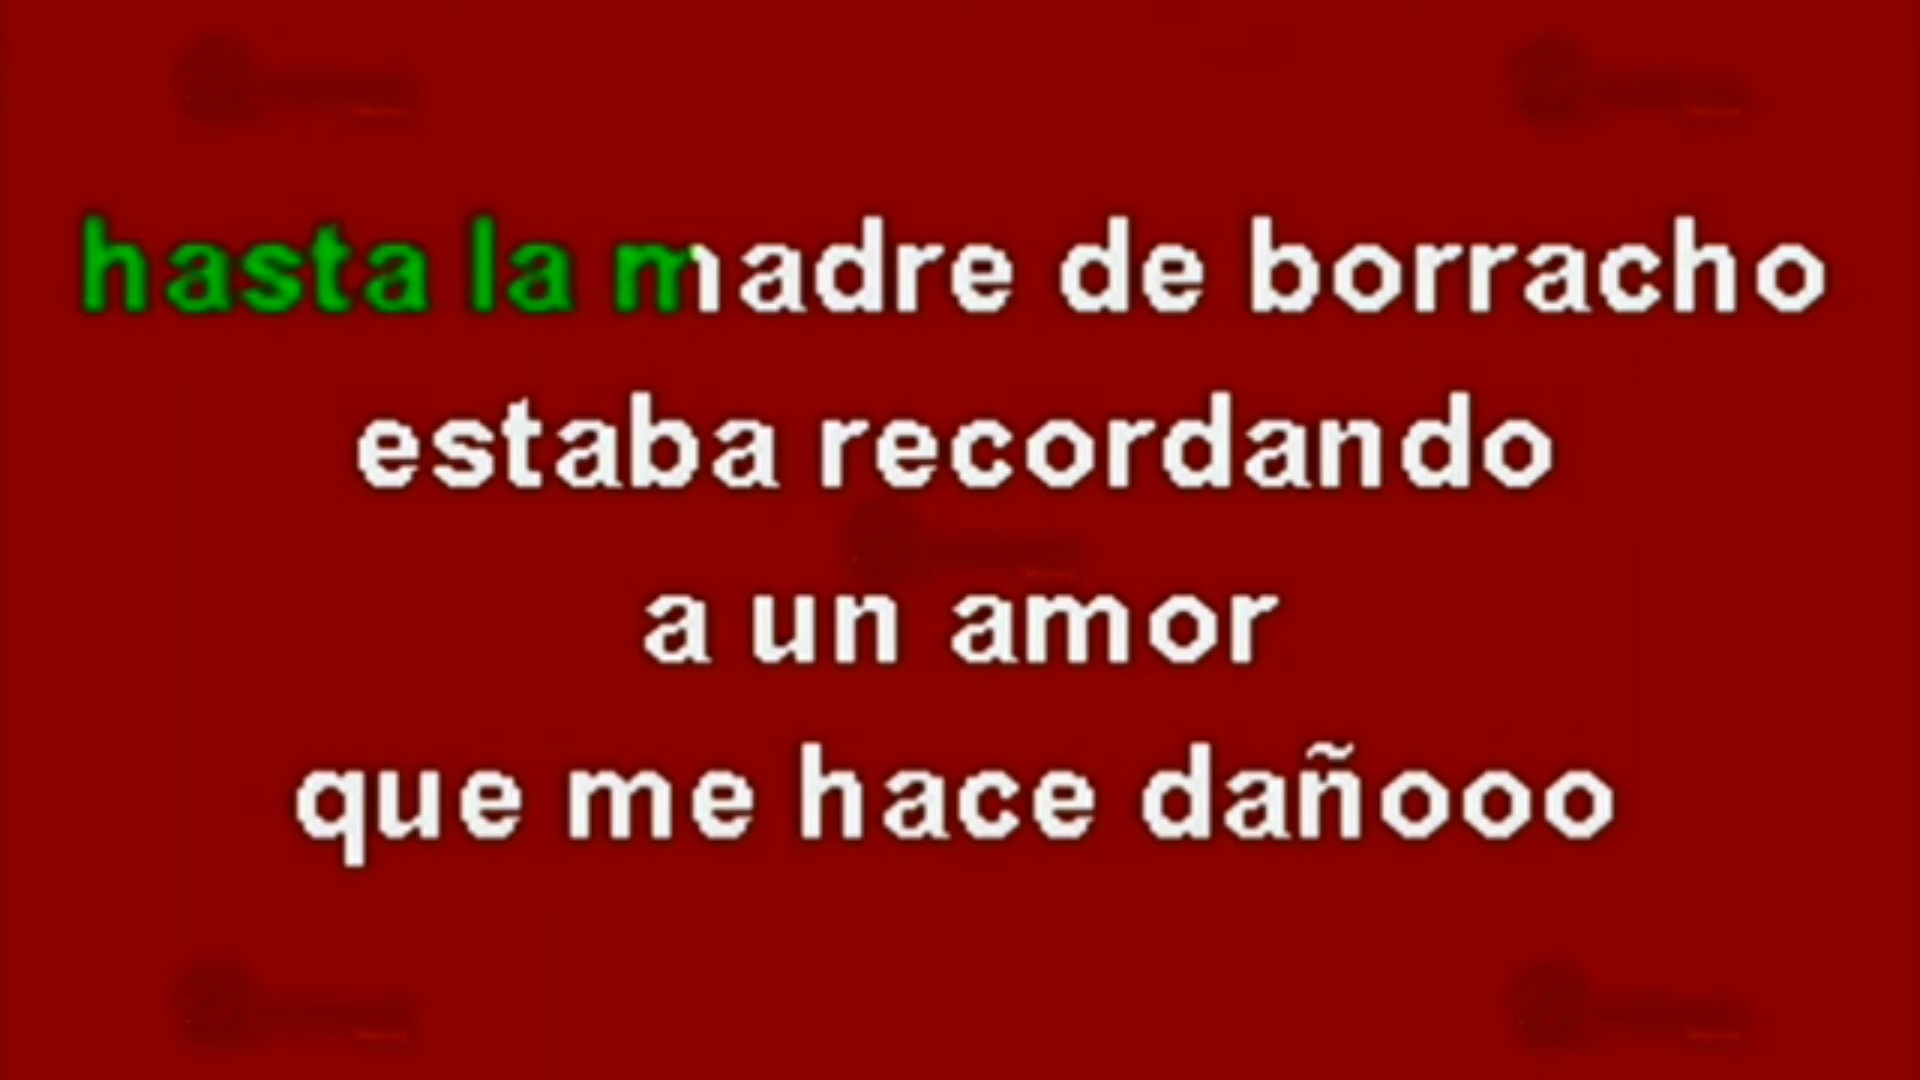 hasta la madre de borracho
estaba recordando
a un amor
que me hace dañooo